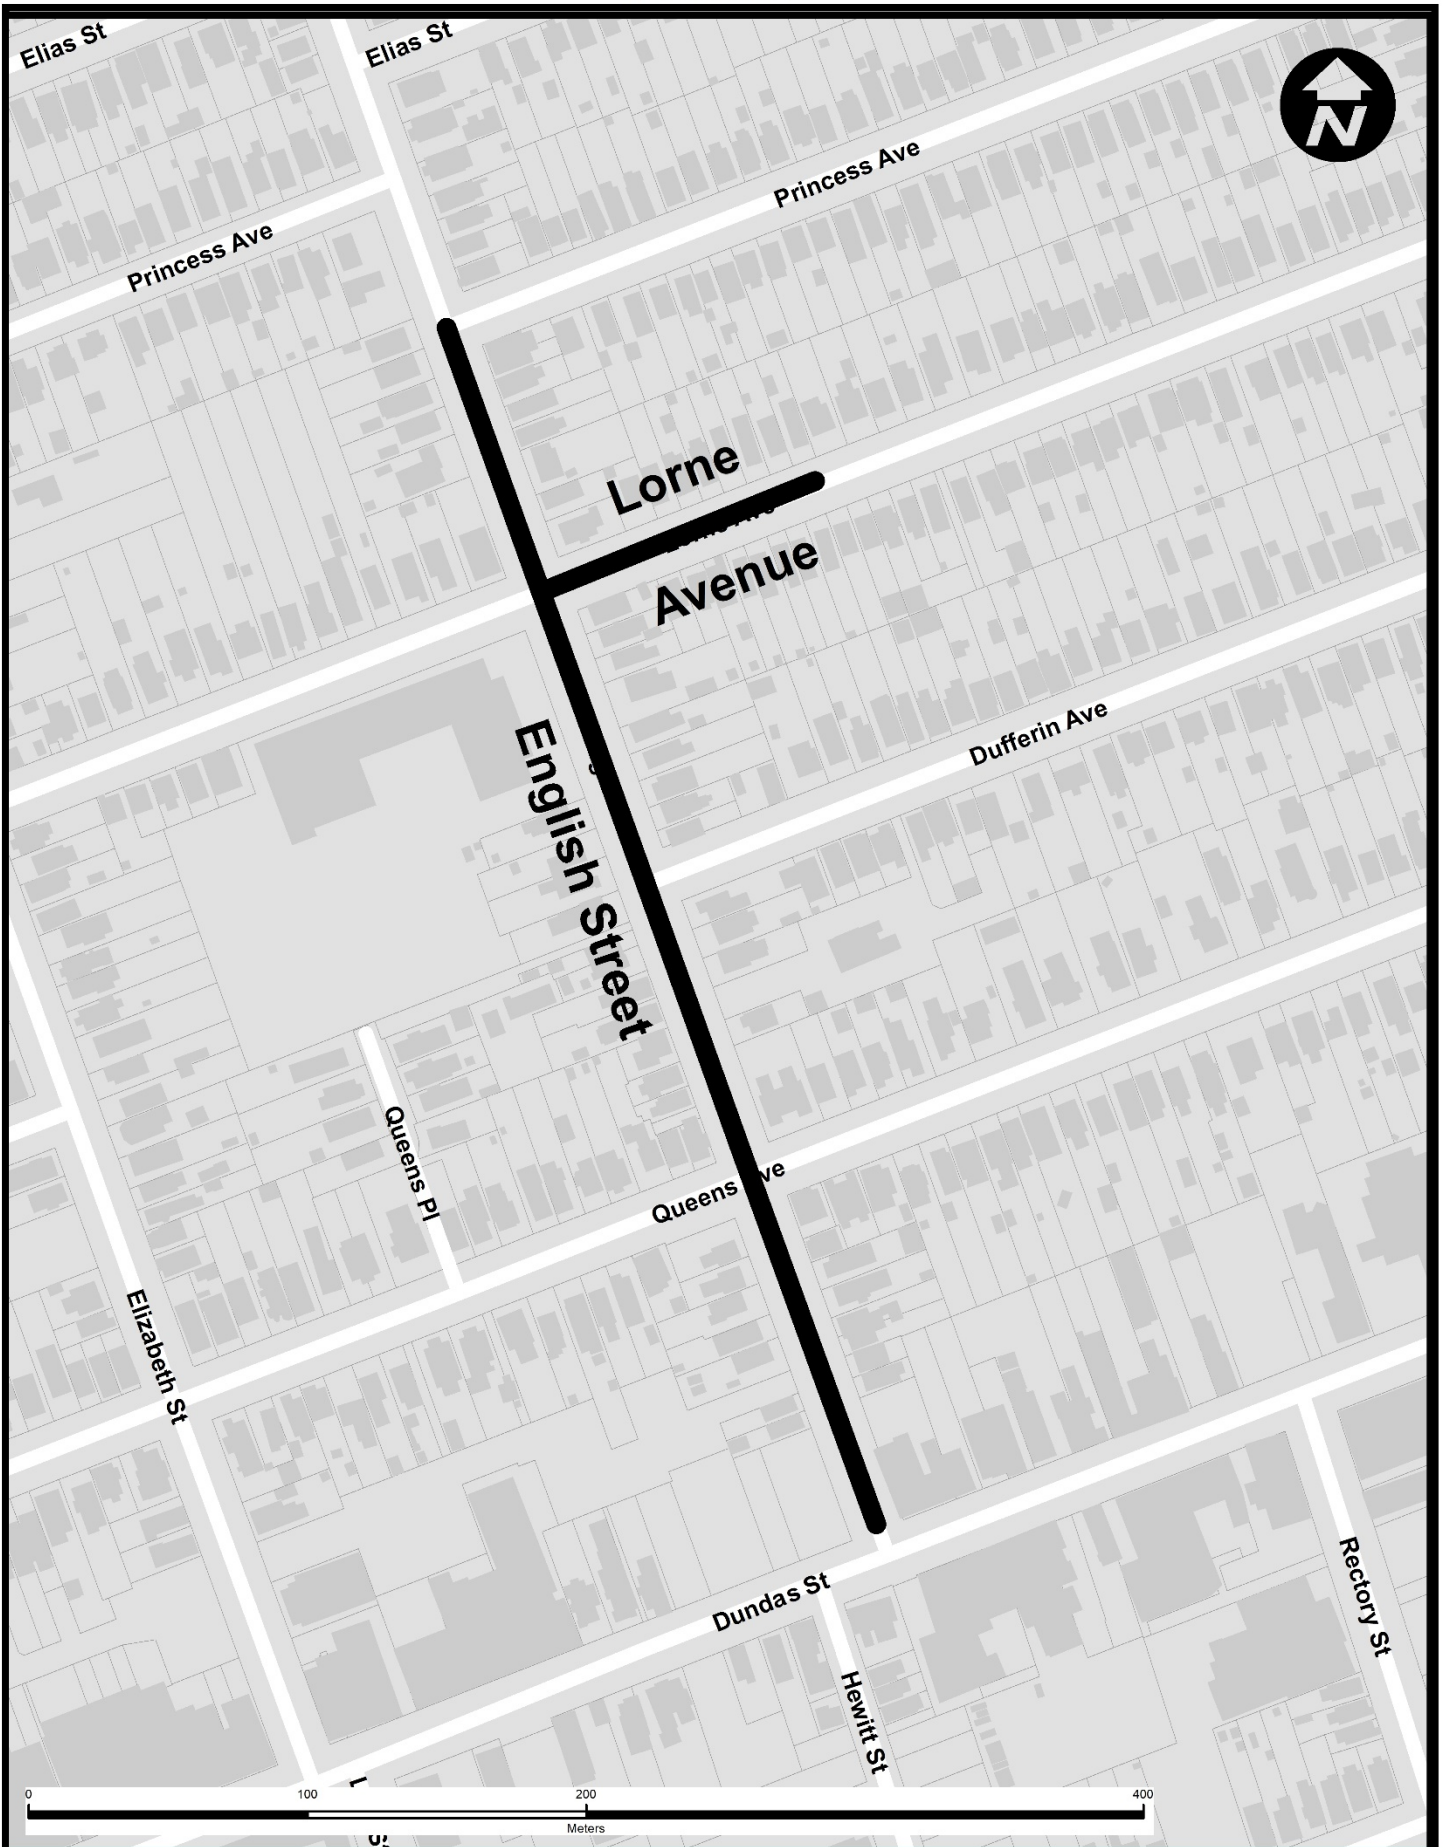 Elias St
Elias St
N
Princess Ave
Princess Ave
Lorne
Avenue
English Street
Dufferin Ave
Queens Pl
Queens
Elizabeth St
Dundas St
Rectory St
Hewitt St
0 100 200 400
Meters